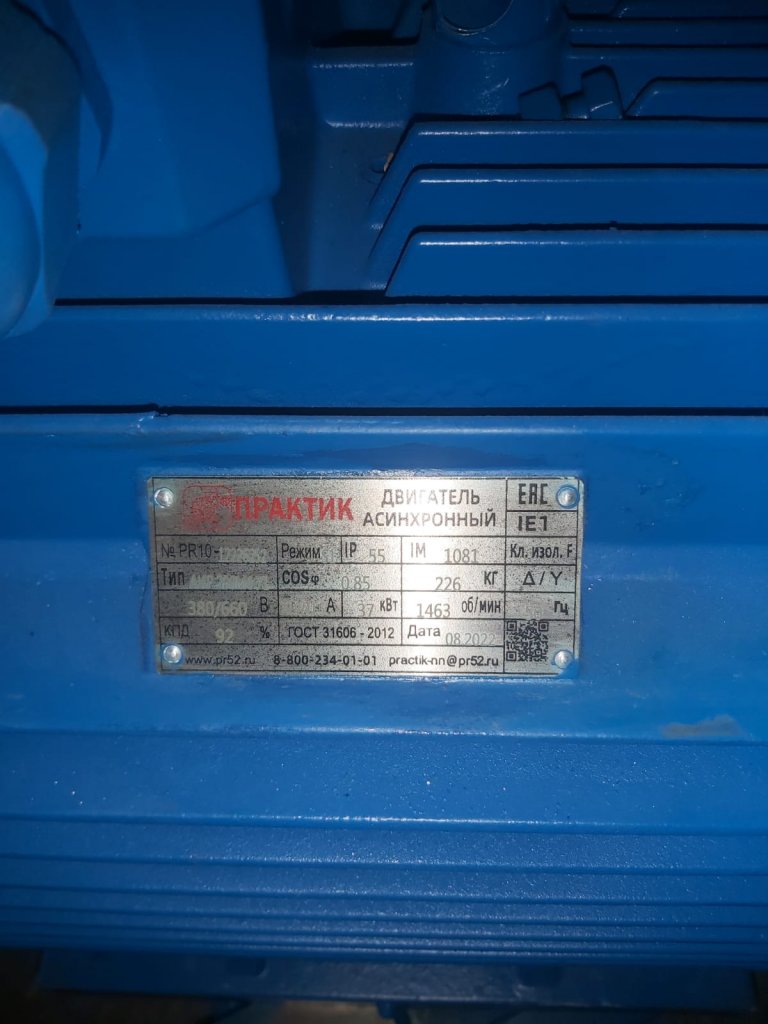 ПРАКТИК ДВИГАТЕЛЬ АСИНХРОННЫЙ EAC IE1
№ PR10- Режим IP 55 IM 1081 Кл. изол. F
Тип COSφ 0.85 226 КГ Δ / Y
380/660 В А 37 кВт 1463 об/мин Гц
КПД 92 % ГОСТ 31606 - 2012 Дата 08.2022
www.pr52.ru 8-800-234-01-01 practik-nn@pr52.ru